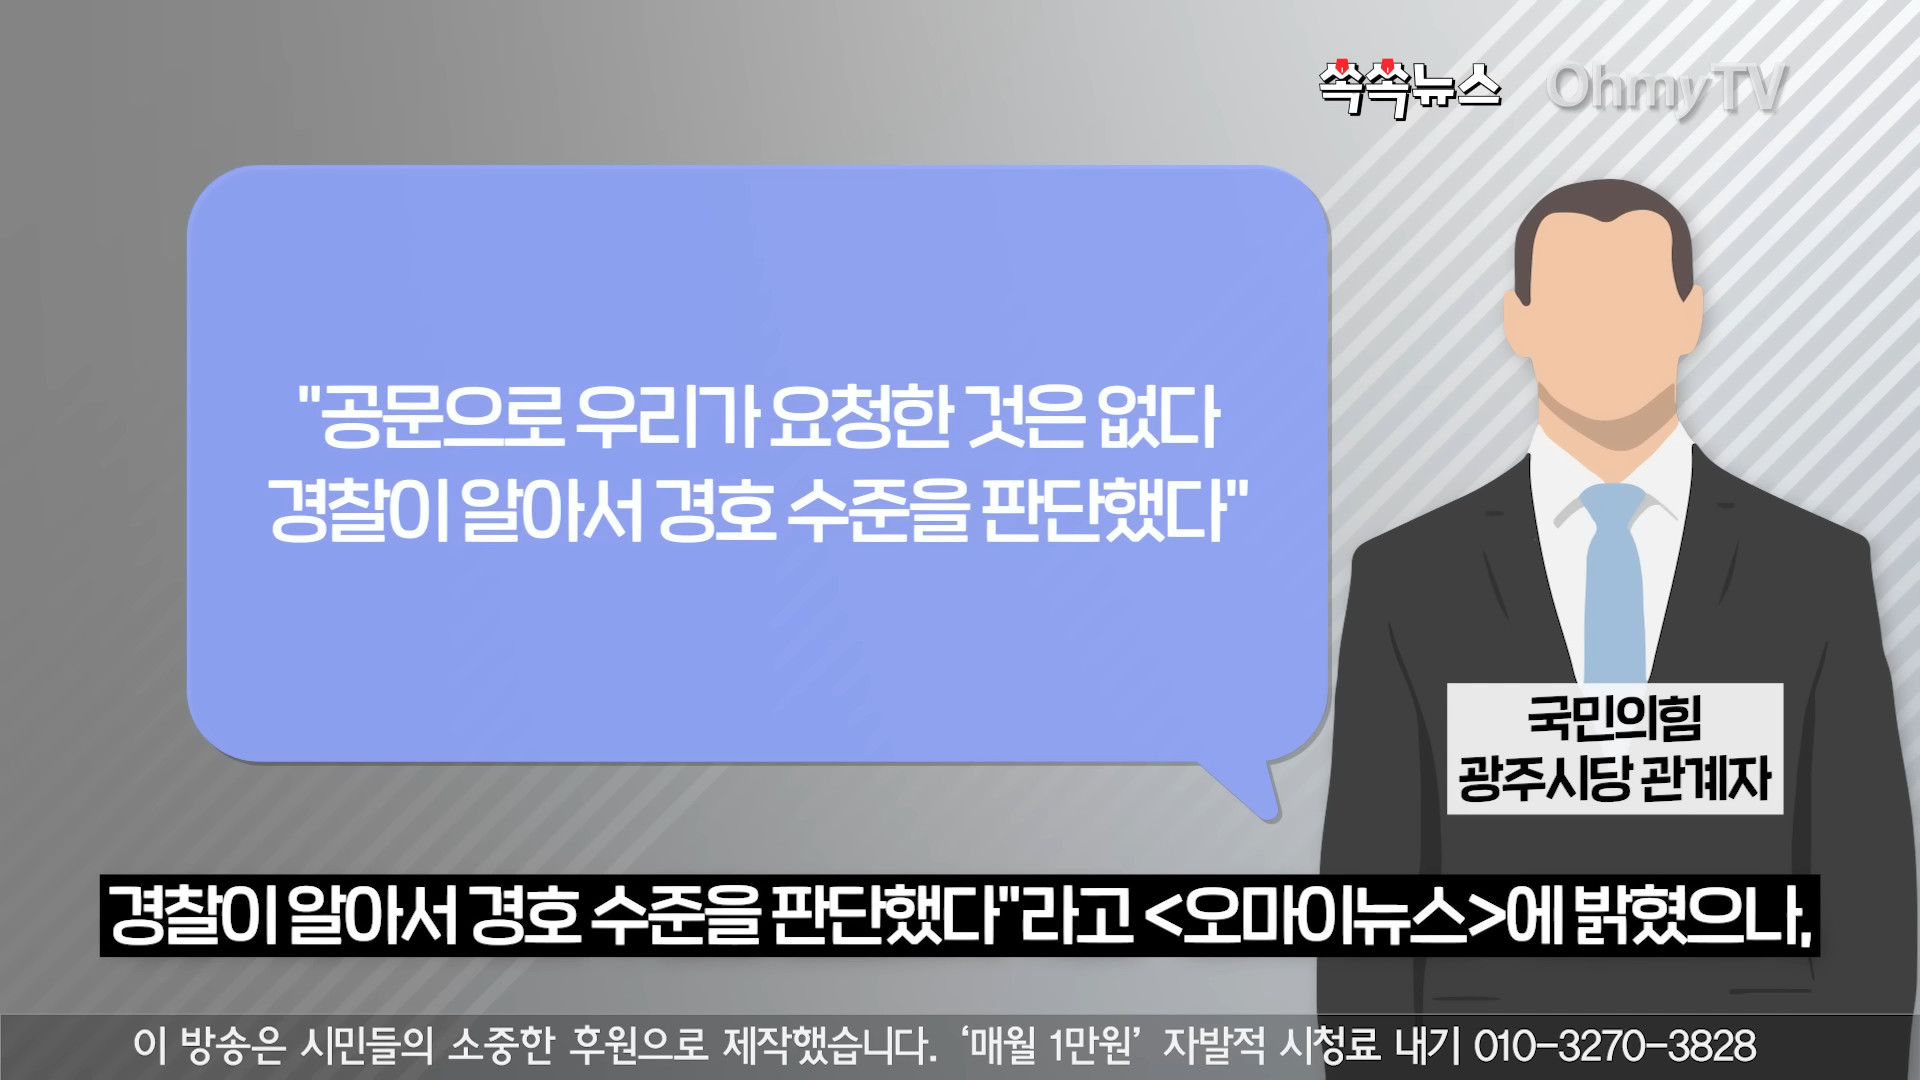 쏙쏙뉴스 OhmyTV
"공문으로 우리가 요청한 것은 없다
경찰이 알아서 경호 수준을 판단했다"
국민의힘
광주시당 관계자
경찰이 알아서 경호 수준을 판단했다"라고 <오마이뉴스>에 밝혔으나,
이 방송은 시민들의 소중한 후원으로 제작했습니다. ‘매월 1만원’ 자발적 시청료 내기 010-3270-3828